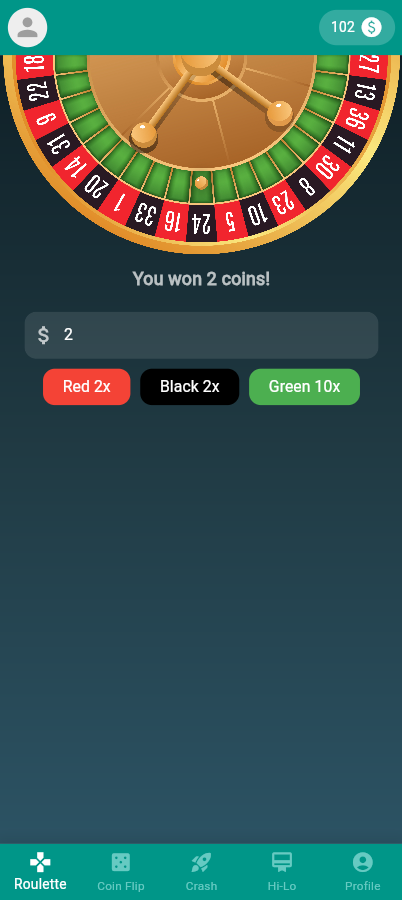 102 $
18 22 9 31 14 20 1 33 16 24 5 10 23 8 30 11 36 13 27
You won 2 coins!
$ 2
Red 2x Black 2x Green 10x
Roulette Coin Flip Crash Hi-Lo Profile